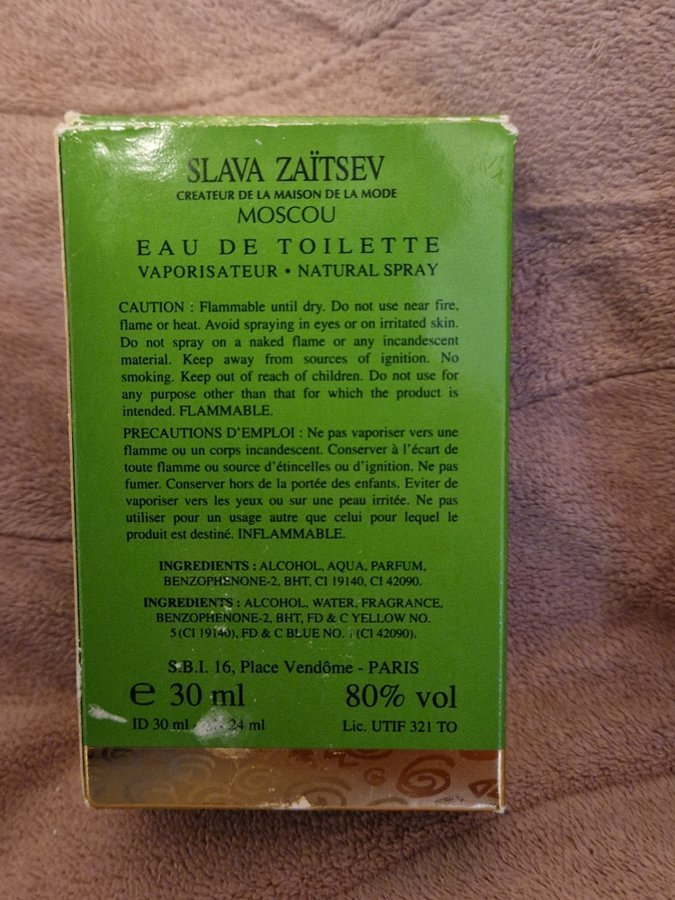 SLAVA ZAÏTSEV
CREATEUR DE LA MAISON DE LA MODE
MOSCOU
EAU DE TOILETTE
VAPORISATEUR • NATURAL SPRAY
CAUTION : Flammable until dry. Do not use near fire,
flame or heat. Avoid spraying in eyes or on irritated skin.
Do not spray on a naked flame or any incandescent
material. Keep away from sources of ignition. No
smoking. Keep out of reach of children. Do not use for
any purpose other than that for which the product is
intended. FLAMMABLE.
PRECAUTIONS D'EMPLOI : Ne pas vaporiser vers une
flamme ou un corps incandescent. Conserver à l'écart de
toute flamme ou source d'étincelles ou d'ignition. Ne pas
fumer. Conserver hors de la portée des enfants. Eviter de
vaporiser vers les yeux ou sur une peau irritée. Ne pas
utiliser pour un usage autre que celui pour lequel le
produit est destiné. INFLAMMABLE.
INGREDIENTS : ALCOHOL, AQUA, PARFUM,
BENZOPHENONE-2, BHT, CI 19140, CI 42090.
INGREDIENTS : ALCOHOL, WATER, FRAGRANCE,
BENZOPHENONE-2, BHT, FD & C YELLOW NO.
5 (CI 19140), FD & C BLUE NO. 1 (CI 42090).
S.B.I. 16, Place Vendôme - PARIS
e 30 ml 80% vol
ID 30 ml 24 ml Lic. UTIF 321 TO